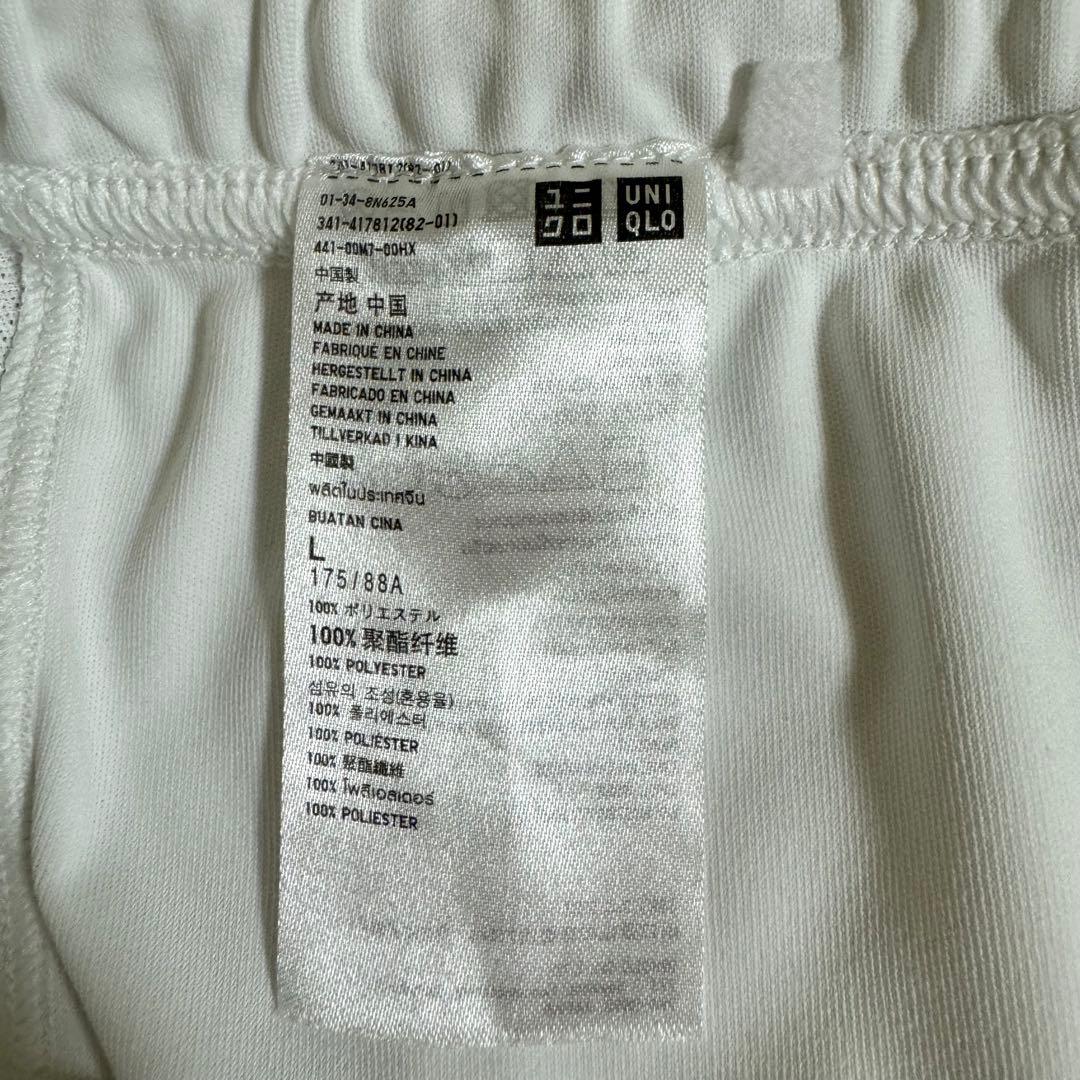 ユニクロ
UNIQLO
01-34-8N625A
341-417812(82-01)
441-00M7-00HX
中国製
产地 中国
MADE IN CHINA
FABRIQUÉ EN CHINE
HERGESTELLT IN CHINA
FABRICADO EN CHINA
GEMAAKT IN CHINA
TILLVERKAD I KINA
中國製
ผลิตในประเทศจีน
BUATAN CINA
L
175/88A
100% ポリエステル
100% 聚酯纤维
100% POLYESTER
섬유의 조성(혼용율)
100% 폴리에스터
100% POLIESTER
100% 聚酯纖維
100% โพลีเอสเตอร์
100% POLIESTER